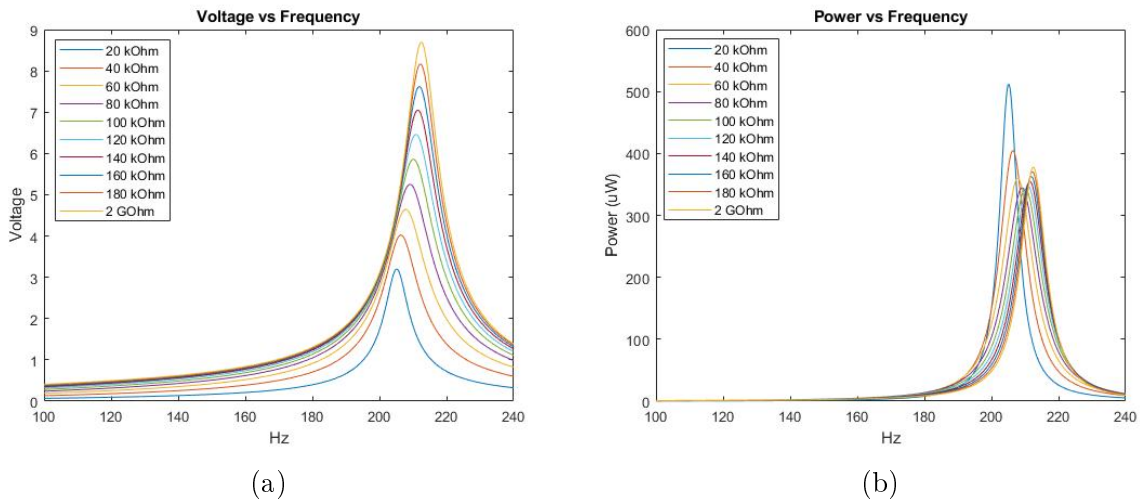 Voltage vs Frequency
9
8
7
6
5
4
3
2
1
0
Voltage
20 kOhm
40 kOhm
60 kOhm
80 kOhm
100 kOhm
120 kOhm
140 kOhm
160 kOhm
180 kOhm
2 GOhm
100 120 140 160 180 200 220 240
Hz
(a)
Power vs Frequency
600
500
400
300
200
100
0
Power (uW)
20 kOhm
40 kOhm
60 kOhm
80 kOhm
100 kOhm
120 kOhm
140 kOhm
160 kOhm
180 kOhm
2 GOhm
100 120 140 160 180 200 220 240
Hz
(b)